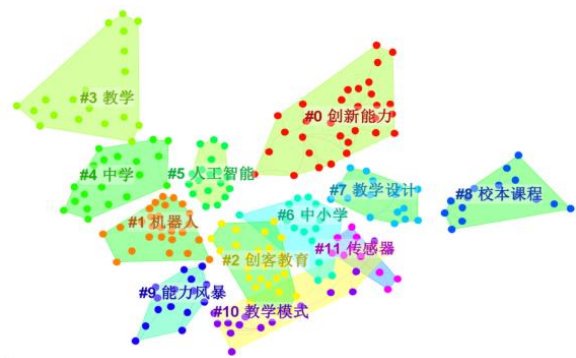 #3 教学
#0 创新能力
#4 中学
#5 人工智能
#7 教学设计
#8 校本课程
#1 机器人
#6 中小学
#11 传感器
#2 创客教育
#9 能力风暴
#10 教学模式